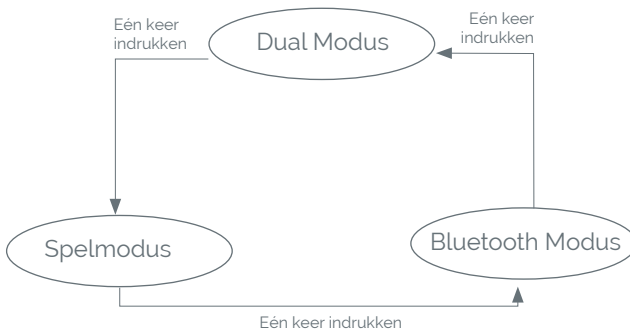 Eén keer
indrukken
Dual Modus
Eén keer
indrukken
Spelmodus
Bluetooth Modus
Eén keer indrukken